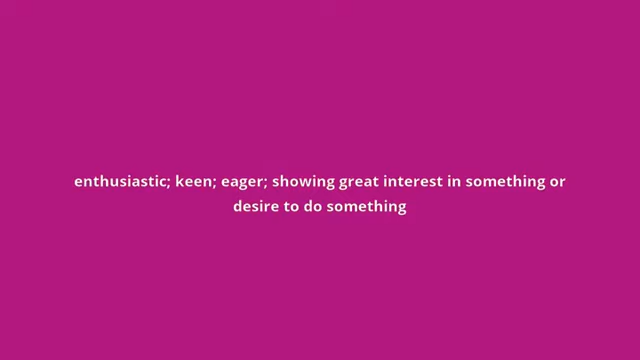 enthusiastic; keen; eager; showing great interest in something or
desire to do something